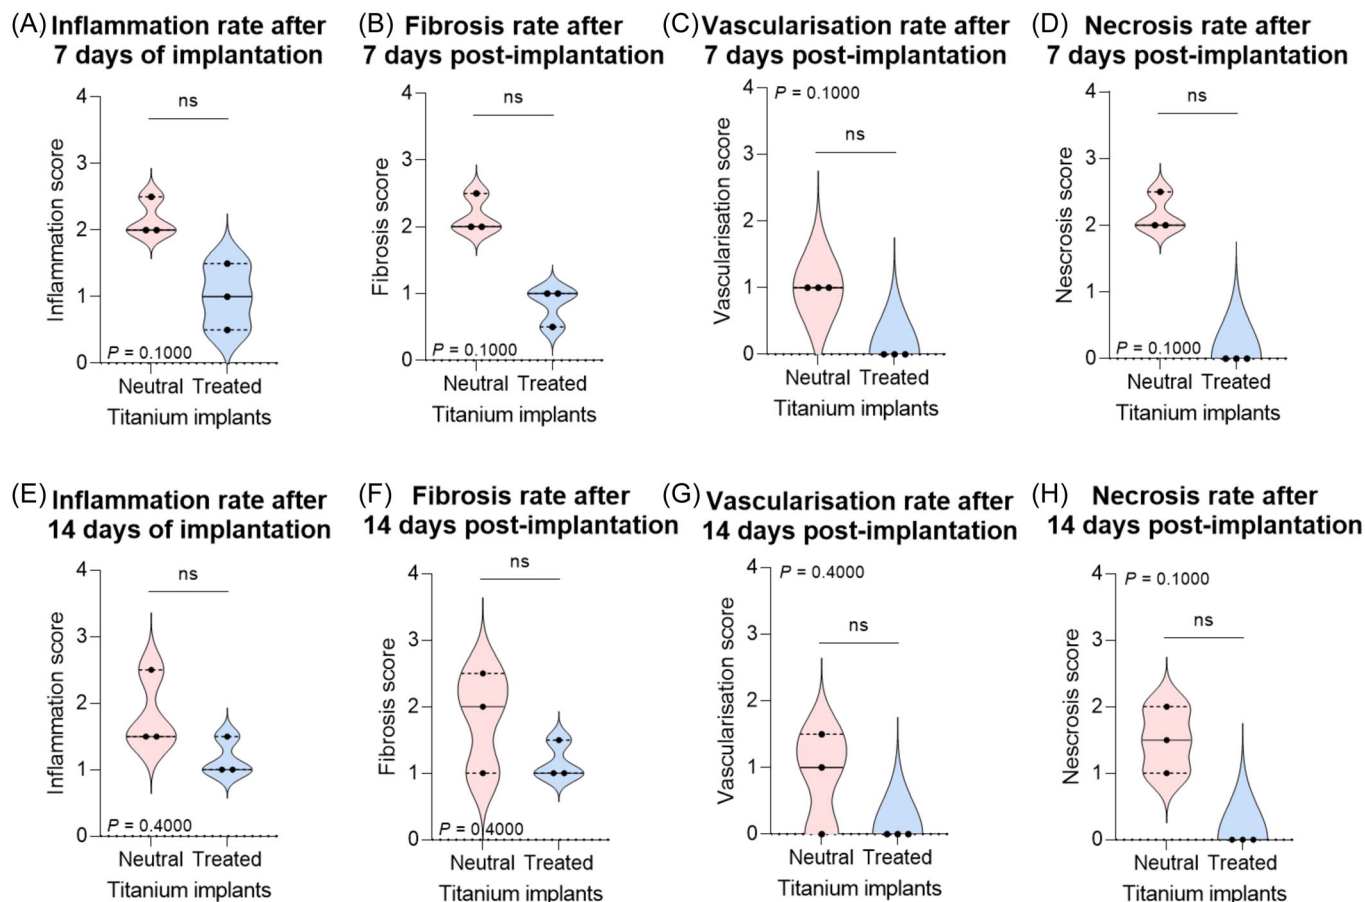 (A) Inflammation rate after
7 days of implantation
4
3
2
1
0
Inflammation score
ns
P = 0.1000
Neutral Treated
Titanium implants
(B) Fibrosis rate after
7 days post-implantation
4
3
2
1
0
Fibrosis score
ns
P = 0.1000
Neutral Treated
Titanium implants
(C) Vascularisation rate after
7 days post-implantation
4
3
2
1
0
Vascularisation score
P = 0.1000
ns
Neutral Treated
Titanium implants
(D) Necrosis rate after
7 days post-implantation
4
3
2
1
0
Nescrosis score
ns
P = 0.1000
Neutral Treated
Titanium implants
(E) Inflammation rate after
14 days of implantation
4
3
2
1
0
Inflammation score
ns
P = 0.4000
Neutral Treated
Titanium implants
(F) Fibrosis rate after
14 days post-implantation
4
3
2
1
0
Fibrosis score
ns
P = 0.4000
Neutral Treated
Titanium implants
(G) Vascularisation rate after
14 days post-implantation
4
3
2
1
0
Vascularisation score
P = 0.4000
ns
Neutral Treated
Titanium implants
(H) Necrosis rate after
14 days post-implantation
4
3
2
1
0
Nescrosis score
P = 0.1000
ns
Neutral Treated
Titanium implants